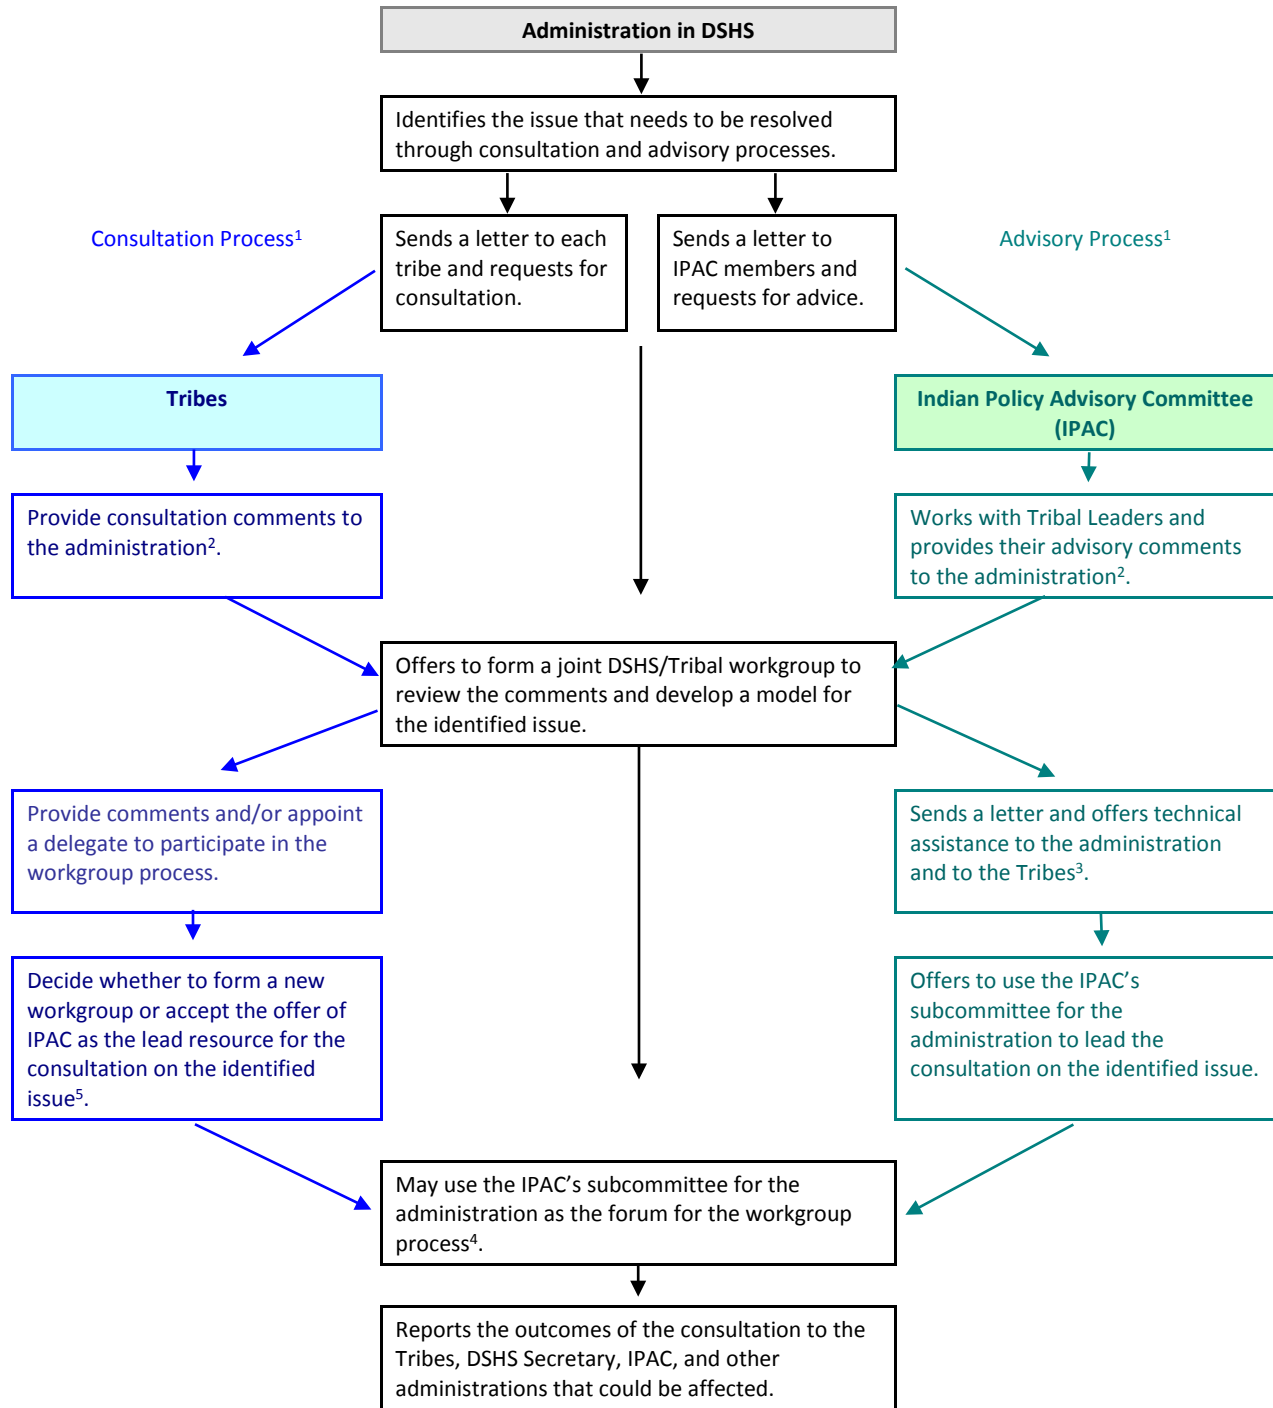 Administration in DSHS
Identifies the issue that needs to be resolved
through consultation and advisory processes.
Consultation Process¹
Sends a letter to each
tribe and requests for
consultation.
Sends a letter to
IPAC members and
requests for advice.
Advisory Process¹
Tribes
Indian Policy Advisory Committee
(IPAC)
Provide consultation comments to
the administration².
Works with Tribal Leaders and
provides their advisory comments
to the administration².
Offers to form a joint DSHS/Tribal workgroup to
review the comments and develop a model for
the identified issue.
Provide comments and/or appoint
a delegate to participate in the
workgroup process.
Sends a letter and offers technical
assistance to the administration
and to the Tribes³.
Decide whether to form a new
workgroup or accept the offer of
IPAC as the lead resource for the
consultation on the identified
issue⁵.
Offers to use the IPAC’s
subcommittee for the
administration to lead the
consultation on the identified issue.
May use the IPAC’s subcommittee for the
administration as the forum for the workgroup
process⁴.
Reports the outcomes of the consultation to the
Tribes, DSHS Secretary, IPAC, and other
administrations that could be affected.